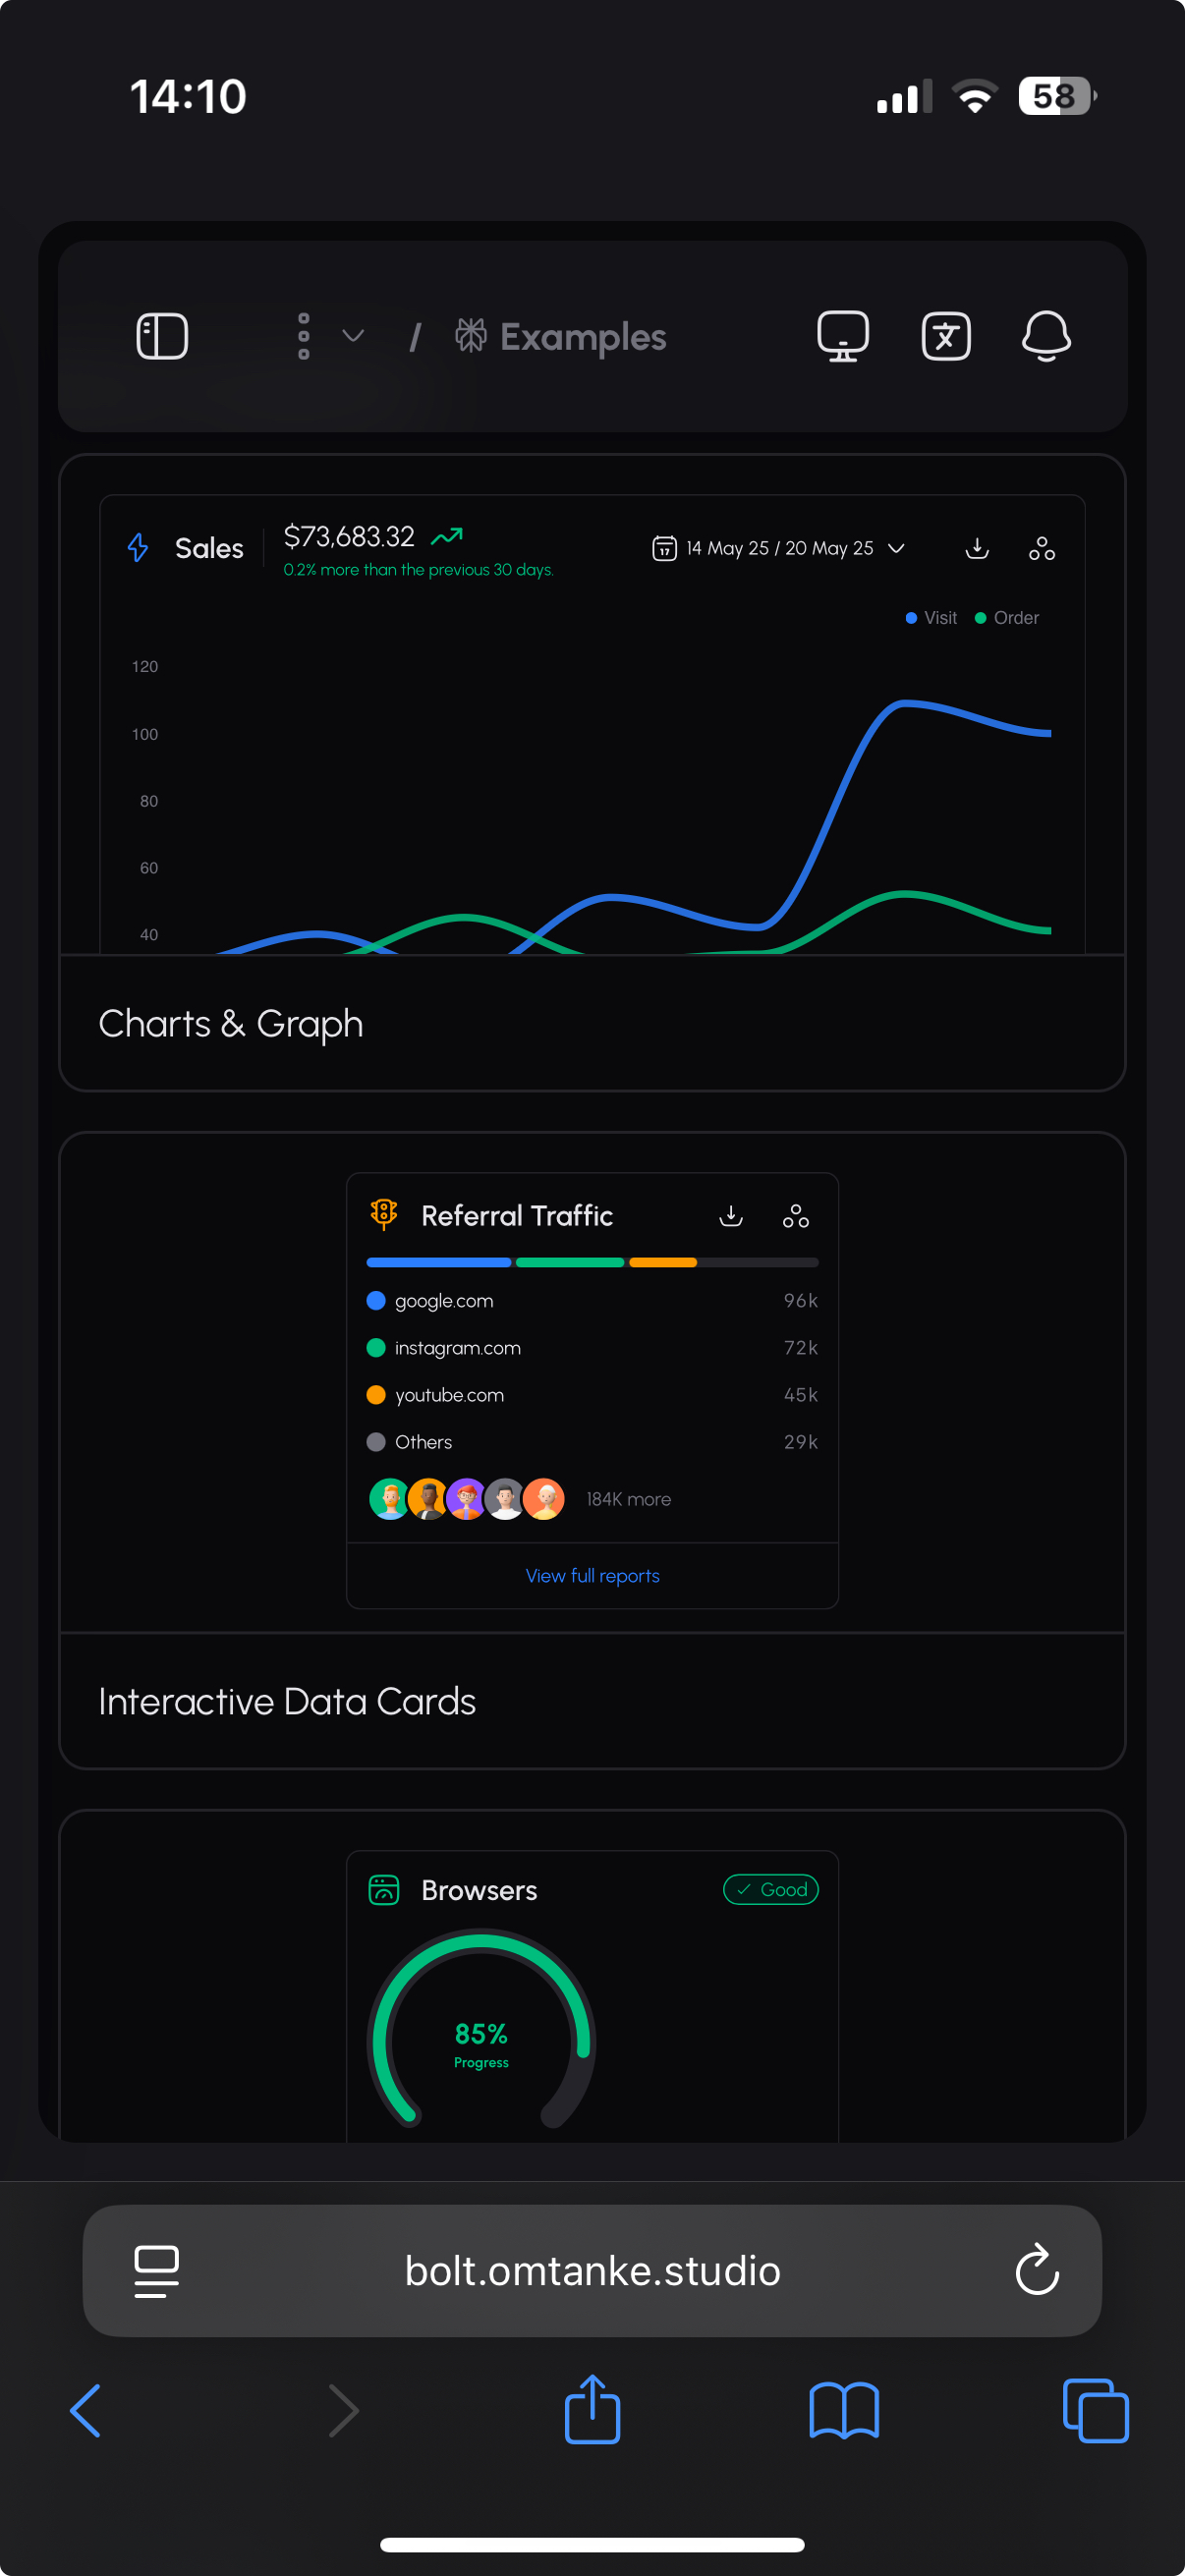 14:10
58
/ Examples
Sales
$73,683.32
0.2% more than the previous 30 days.
17
14 May 25 / 20 May 25
Visit
Order
120
100
80
60
40
Charts & Graph
Referral Traffic
google.com 96k
instagram.com 72k
youtube.com 45k
Others 29k
184K more
View full reports
Interactive Data Cards
Browsers
Good
85%
Progress
bolt.omtanke.studio